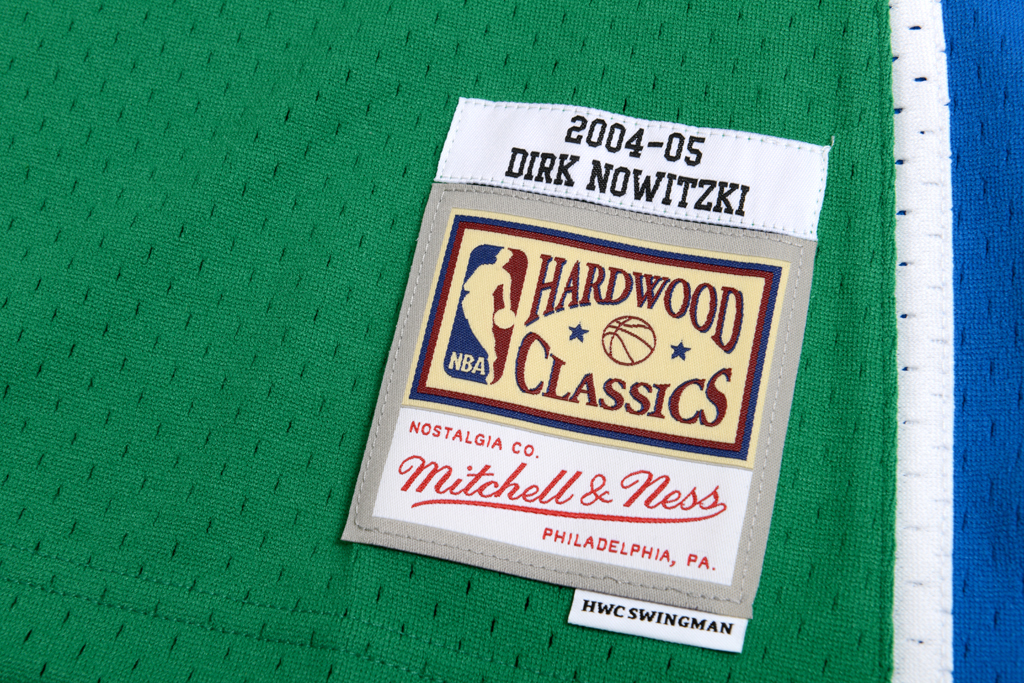 2004-05
DIRK NOWITZKI
NBA
HARDWOOD
CLASSICS
NOSTALGIA CO.
Mitchell & Ness
PHILADELPHIA, PA.
HWC SWINGMAN